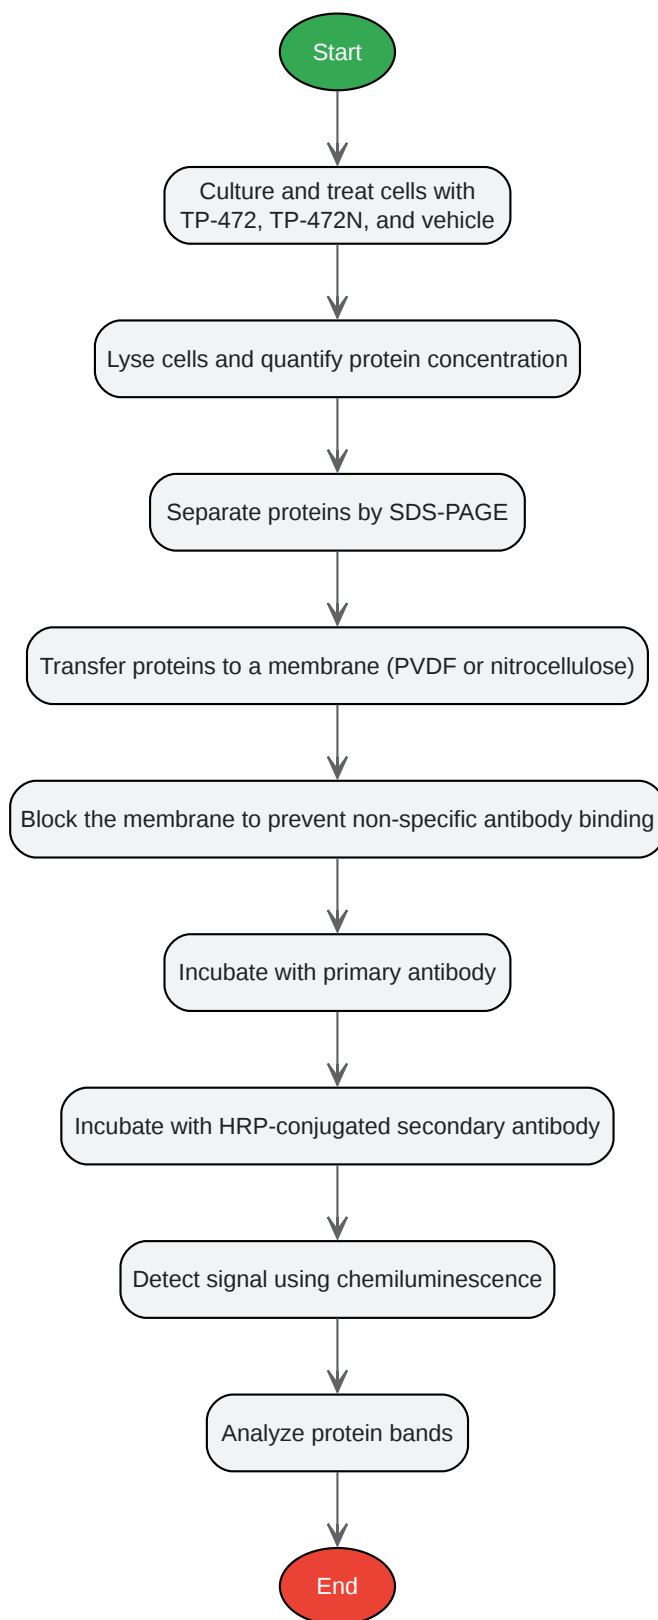 Start
Culture and treat cells with
TP-472, TP-472N, and vehicle
Lyse cells and quantify protein concentration
Separate proteins by SDS-PAGE
Transfer proteins to a membrane (PVDF or nitrocellulose)
Block the membrane to prevent non-specific antibody binding
Incubate with primary antibody
Incubate with HRP-conjugated secondary antibody
Detect signal using chemiluminescence
Analyze protein bands
End